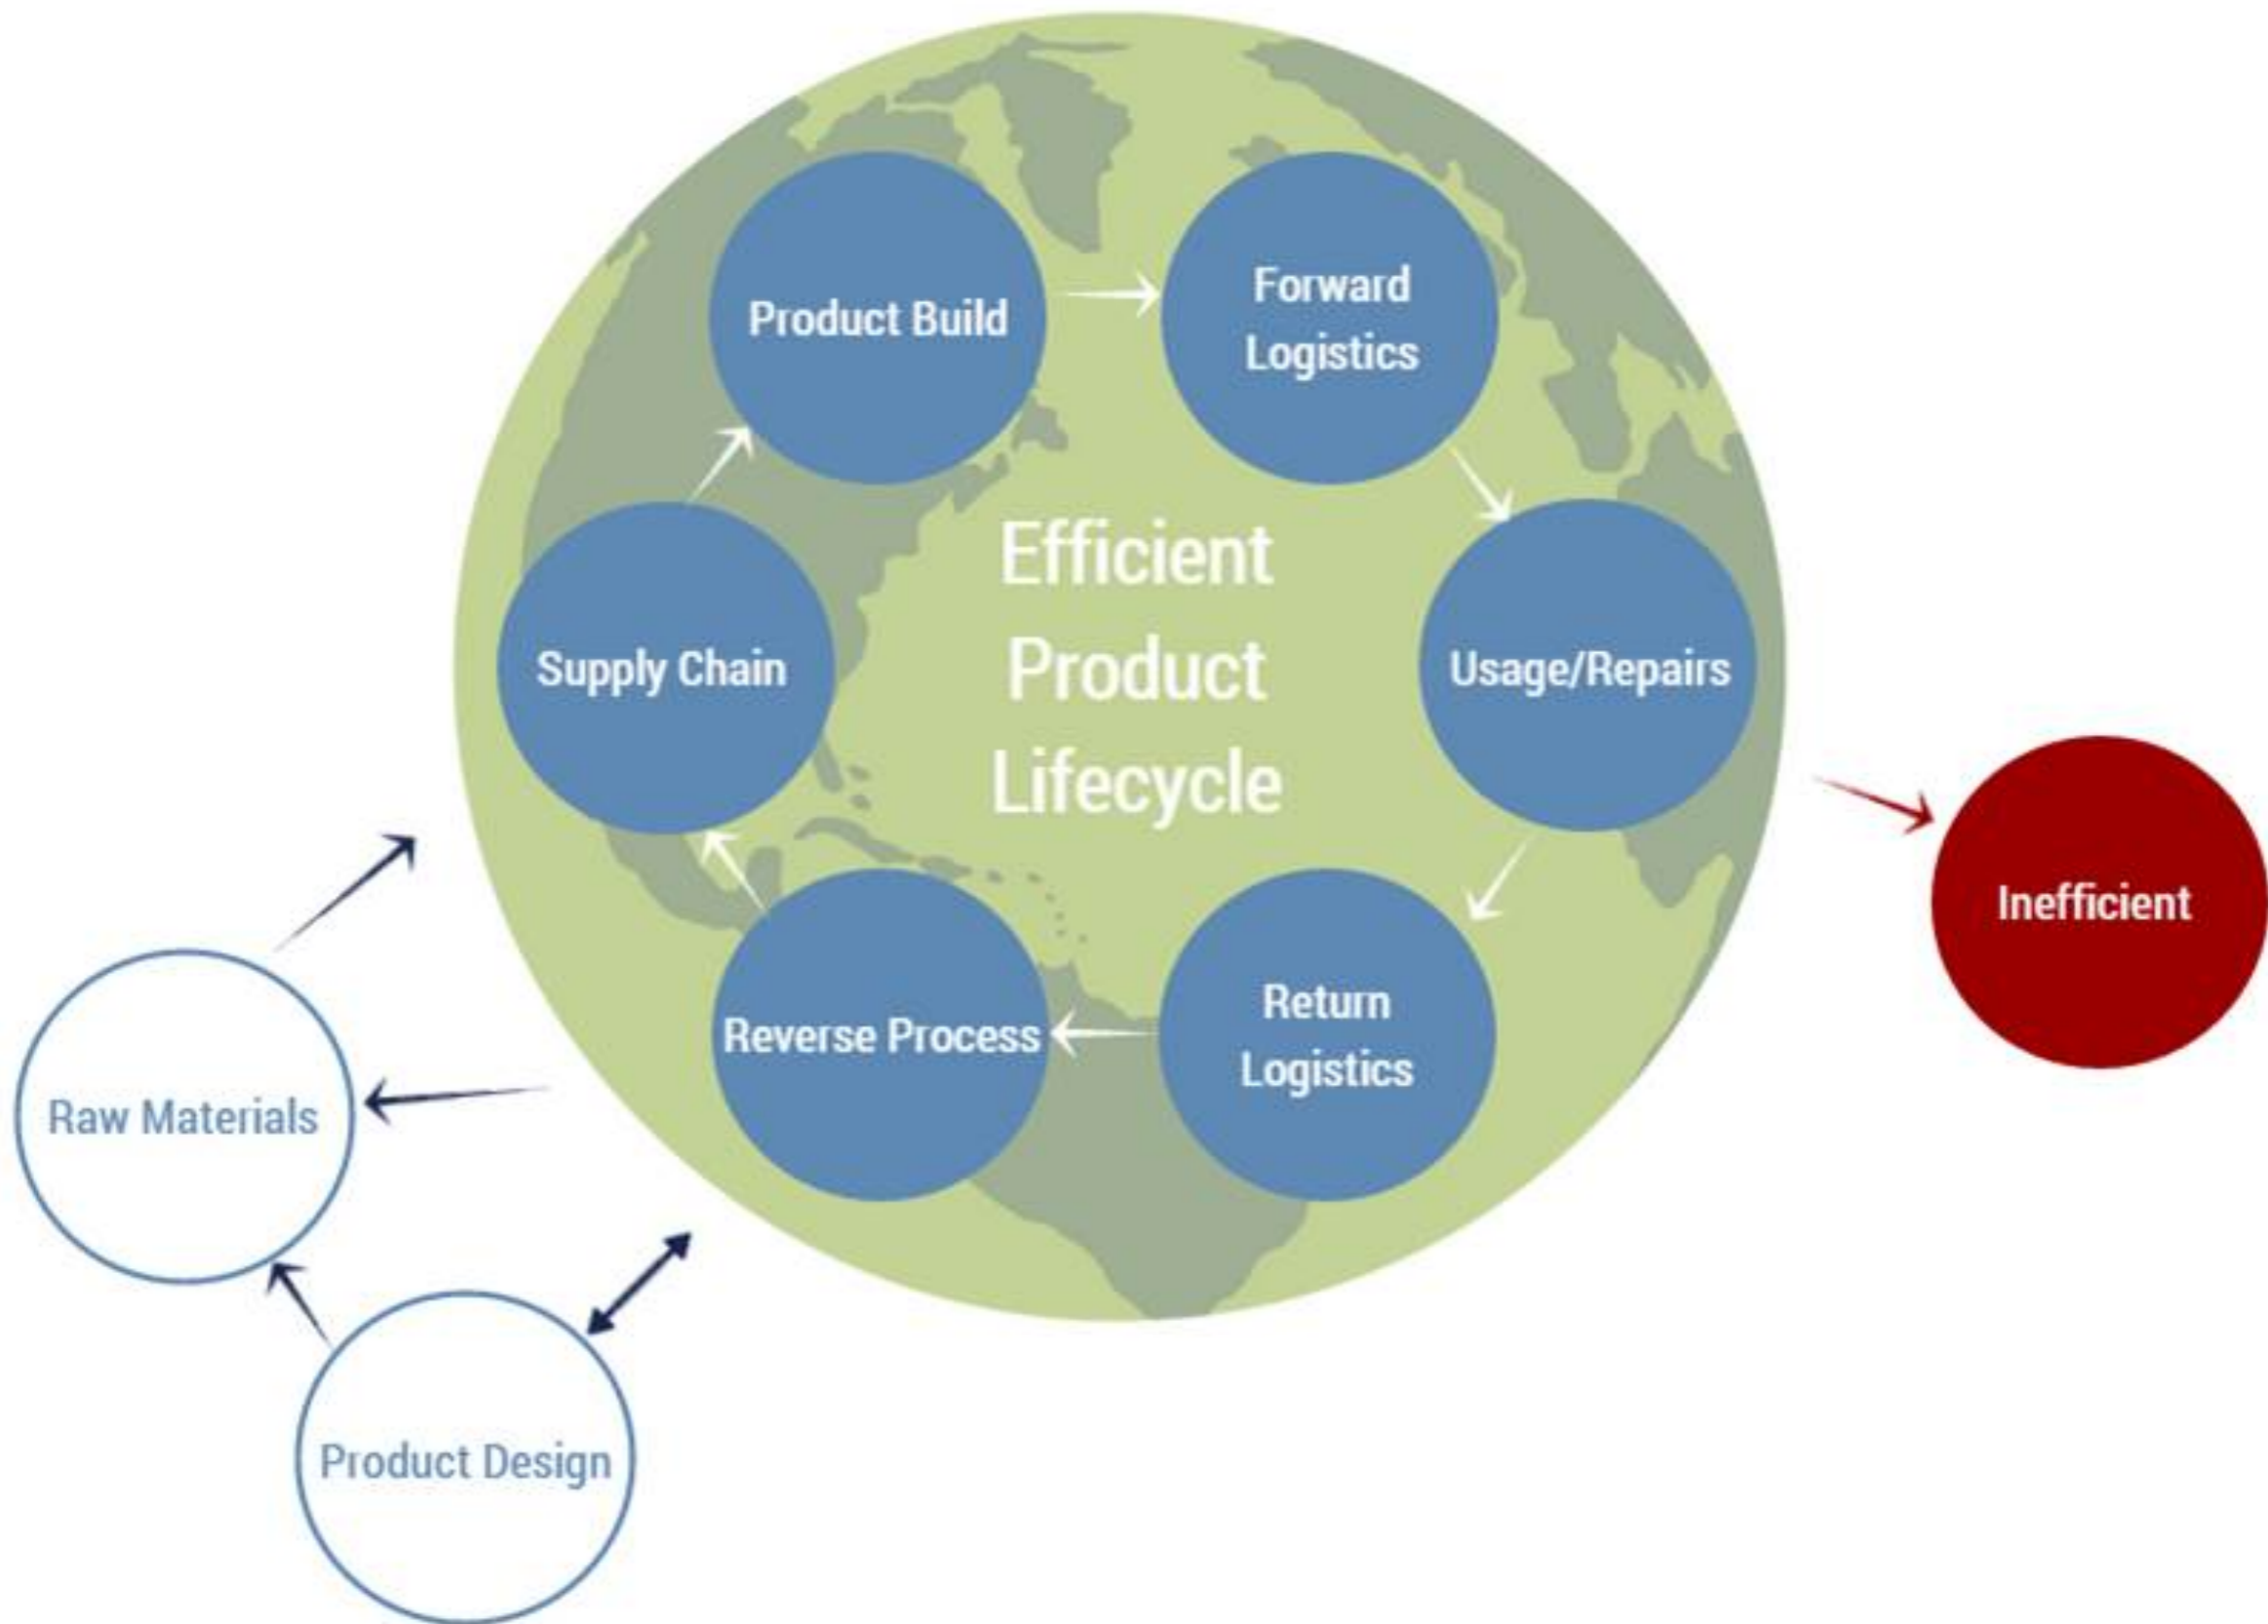 Product Build
Forward
Logistics
Efficient
Product
Lifecycle
Supply Chain
Usage/Repairs
Inefficient
Reverse Process
Return
Logistics
Raw Materials
Product Design